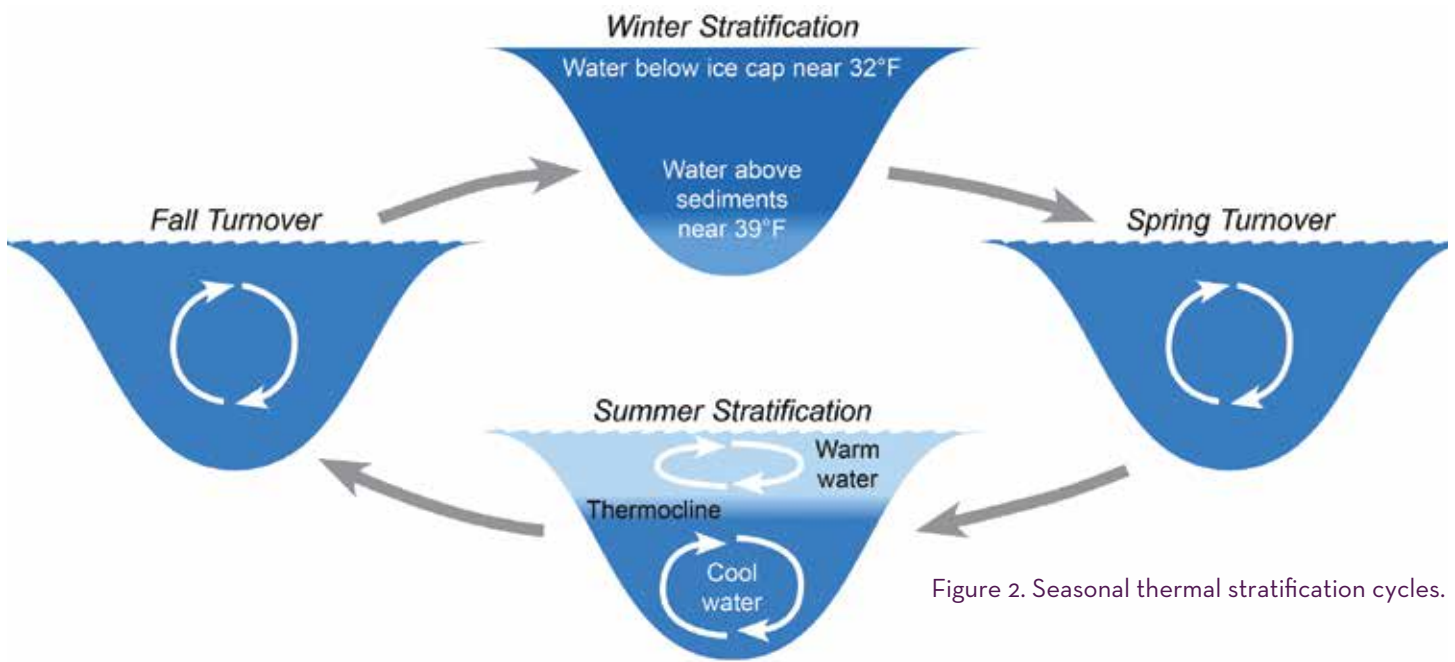 Winter Stratification
Water below ice cap near 32°F
Water above
sediments
near 39°F
Fall Turnover
Spring Turnover
Summer Stratification
Warm
water
Thermocline
Cool
water
Figure 2. Seasonal thermal stratification cycles.